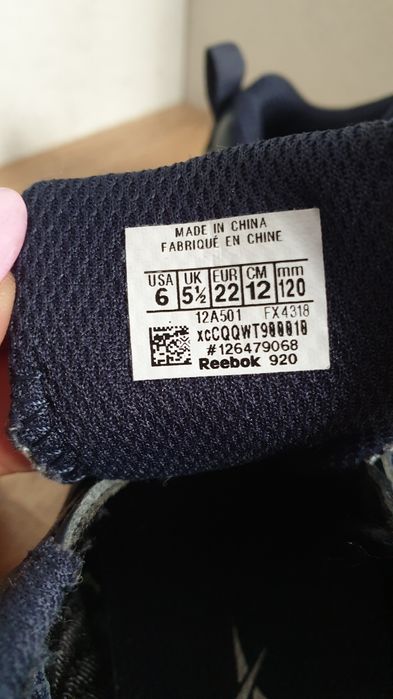 MADE IN CHINA
FABRIQUÉ EN CHINE
USA UK EUR CM mm
6 5½ 22 12 120
12A501 FX4318
xcCQQWT900010
#126479068
Reebok 920